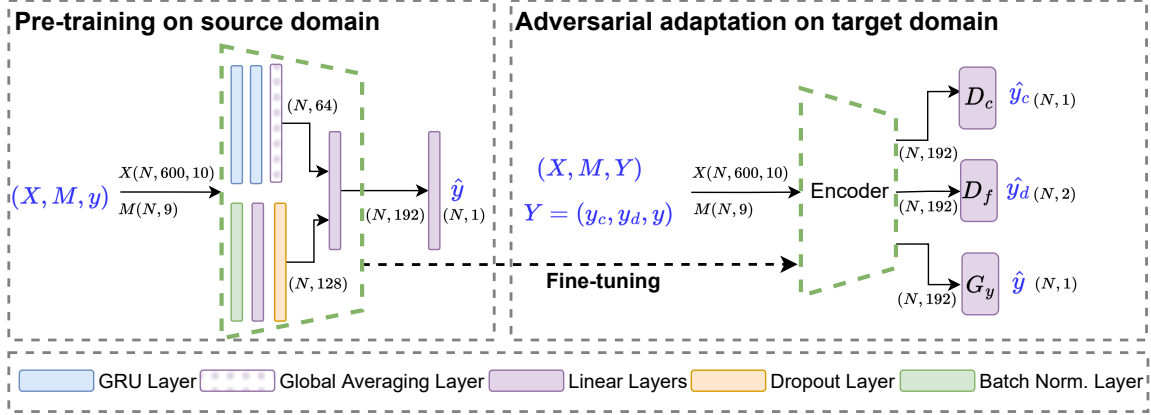 Pre-training on source domain
(X, M, y)
X(N, 600, 10)
M(N, 9)
(N, 64)
(N, 128)
(N, 192)
ŷ
(N, 1)
Adversarial adaptation on target domain
(X, M, Y)
Y = (y_c, y_d, y)
X(N, 600, 10)
M(N, 9)
Encoder
Fine-tuning
(N, 192)
D_c
ŷ_c (N, 1)
(N, 192)
D_f
ŷ_d (N, 2)
(N, 192)
G_y
ŷ (N, 1)
GRU Layer
Global Averaging Layer
Linear Layers
Dropout Layer
Batch Norm. Layer